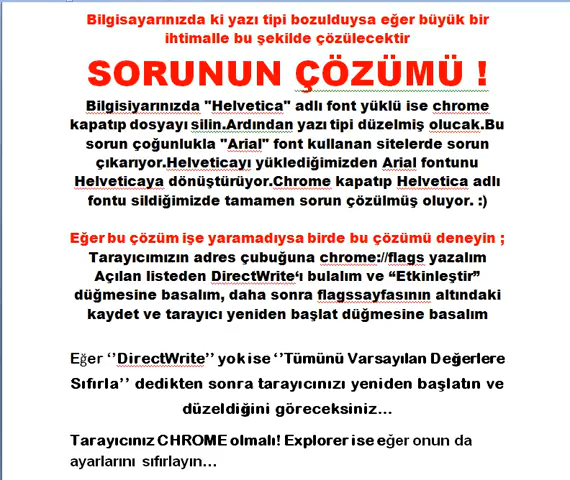 Bilgisayarınızda ki yazı tipi bozulduysa eğer büyük bir
ihtimalle bu şekilde çözülecektir
SORUNUN ÇÖZÜMÜ !
Bilgisiyarınızda "Helvetica" adlı font yüklü ise chrome
kapatıp dosyayı silin.Ardından yazı tipi düzelmiş olucak.Bu
sorun çoğunlukla "Arial" font kullanan sitelerde sorun
çıkarıyor.Helveticayı yüklediğimizden Arial fontunu
Helveticaya dönüştürüyor.Chrome kapatıp Helvetica adlı
fontu sildiğimizde tamamen sorun çözülmüş oluyor. :)
Eğer bu çözüm işe yaramadıysa birde bu çözümü deneyin ;
Tarayıcımızın adres çubuğuna chrome://flags yazalım
Açılan listeden DirectWrite‘ı bulalım ve “Etkinleştir”
düğmesine basalım, daha sonra flagssayfasının altındaki
kaydet ve tarayıcı yeniden başlat düğmesine basalım
Eğer ‘’DirectWrite’’ yok ise ‘’Tümünü Varsayılan Değerlere
Sıfırla’’ dedikten sonra tarayıcınızı yeniden başlatın ve
düzeldiğini göreceksiniz…
Tarayıcınız CHROME olmalı! Explorer ise eğer onun da
ayarlarını sıfırlayın…